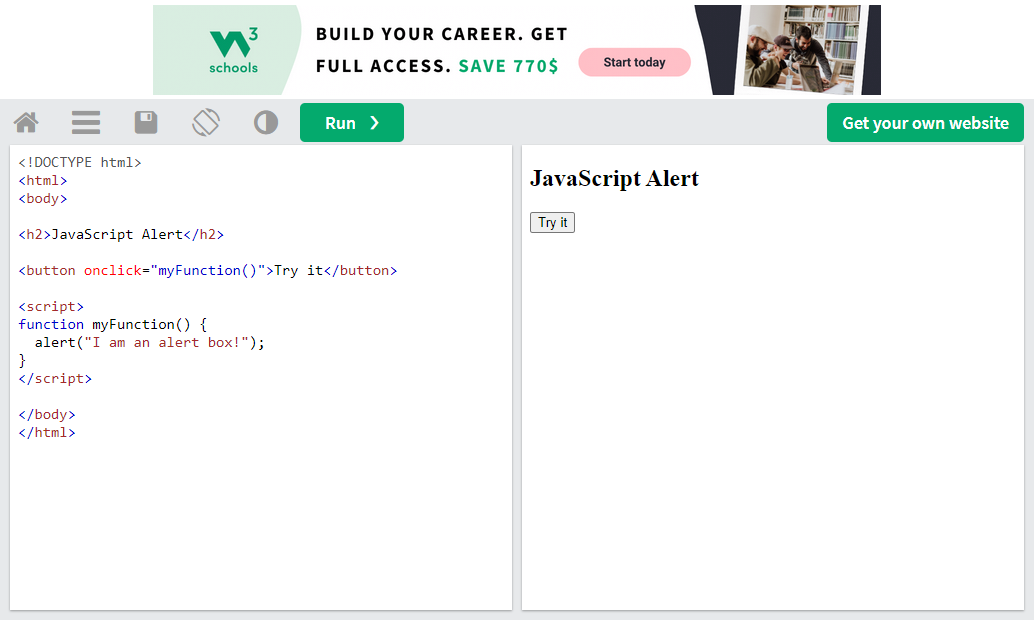 3
schools
BUILD YOUR CAREER. GET
FULL ACCESS. SAVE 770$
Start today
Run ❯
Get your own website
<!DOCTYPE html>
<html>
<body>
<h2>JavaScript Alert</h2>
<button onclick="myFunction()">Try it</button>
<script>
function myFunction() {
  alert("I am an alert box!");
}
</script>
</body>
</html>
JavaScript Alert
Try it